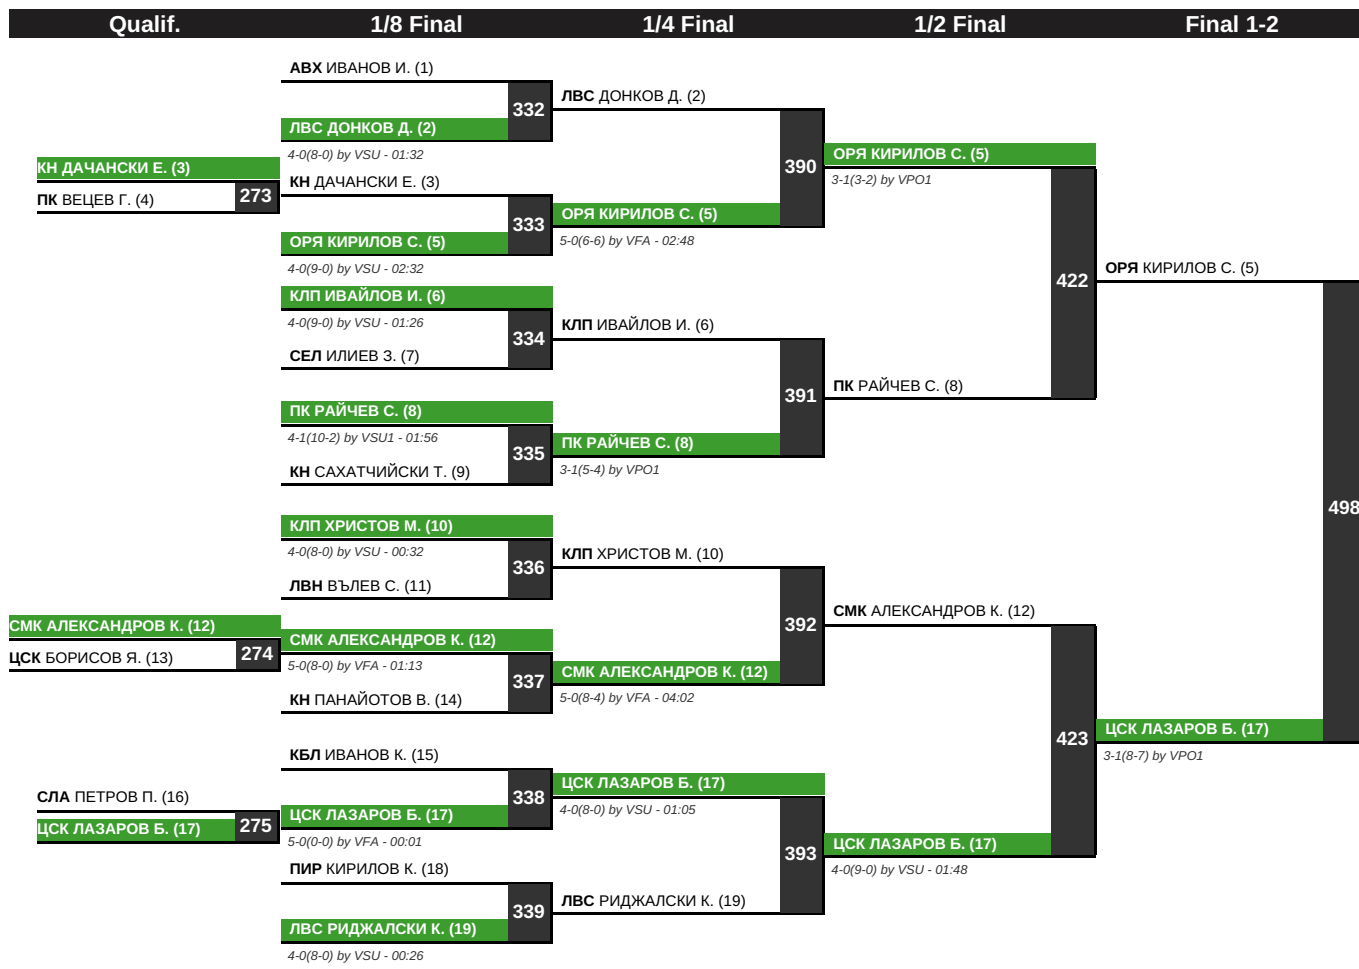 Qualif. 1/8 Final 1/4 Final 1/2 Final Final 1-2
АВХ ИВАНОВ И. (1)
332
ЛВС ДОНКОВ Д. (2)
4-0(8-0) by VSU - 01:32
КН ДАЧАНСКИ Е. (3)
273
ПК ВЕЦЕВ Г. (4)
КН ДАЧАНСКИ Е. (3)
333
ОРЯ КИРИЛОВ С. (5)
4-0(9-0) by VSU - 02:32
КЛП ИВАЙЛОВ И. (6)
4-0(9-0) by VSU - 01:26
334
СЕЛ ИЛИЕВ З. (7)
ПК РАЙЧЕВ С. (8)
4-1(10-2) by VSU1 - 01:56
335
КН САХАТЧИЙСКИ Т. (9)
КЛП ХРИСТОВ М. (10)
4-0(8-0) by VSU - 00:32
336
ЛВН ВЪЛЕВ С. (11)
СМК АЛЕКСАНДРОВ К. (12)
274
ЦСК БОРИСОВ Я. (13)
СМК АЛЕКСАНДРОВ К. (12)
5-0(8-0) by VFA - 01:13
337
КН ПАНАЙОТОВ В. (14)
КБЛ ИВАНОВ К. (15)
338
СЛА ПЕТРОВ П. (16)
275
ЦСК ЛАЗАРОВ Б. (17)
ЦСК ЛАЗАРОВ Б. (17)
5-0(0-0) by VFA - 00:01
ПИР КИРИЛОВ К. (18)
339
ЛВС РИДЖАЛСКИ К. (19)
4-0(8-0) by VSU - 00:26
ЛВС ДОНКОВ Д. (2)
390
ОРЯ КИРИЛОВ С. (5)
5-0(6-6) by VFA - 02:48
КЛП ИВАЙЛОВ И. (6)
391
ПК РАЙЧЕВ С. (8)
3-1(5-4) by VPO1
КЛП ХРИСТОВ М. (10)
392
СМК АЛЕКСАНДРОВ К. (12)
5-0(8-4) by VFA - 04:02
ЦСК ЛАЗАРОВ Б. (17)
4-0(8-0) by VSU - 01:05
393
ЛВС РИДЖАЛСКИ К. (19)
ОРЯ КИРИЛОВ С. (5)
3-1(3-2) by VPO1
422
ПК РАЙЧЕВ С. (8)
СМК АЛЕКСАНДРОВ К. (12)
423
ЦСК ЛАЗАРОВ Б. (17)
4-0(9-0) by VSU - 01:48
ОРЯ КИРИЛОВ С. (5)
498
ЦСК ЛАЗАРОВ Б. (17)
3-1(8-7) by VPO1